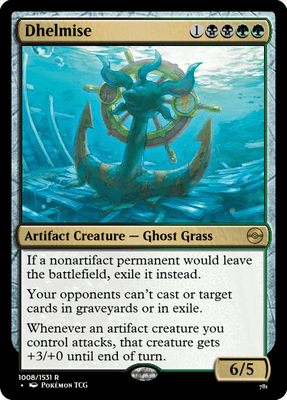 Dhelmise 1
Artifact Creature — Ghost Grass
If a nonartifact permanent would leave
the battlefield, exile it instead.
Your opponents can't cast or target
cards in graveyards or in exile.
Whenever an artifact creature you
control attacks, that creature gets
+3/+0 until end of turn.
6/5
1008/1531 R
• Pokémon TCG